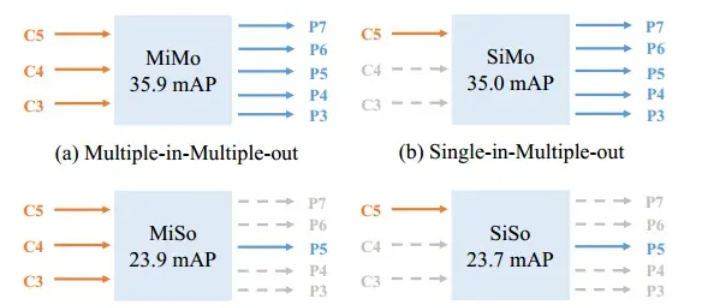 C5 MiMo P7
C4 35.9 mAP P6
C3 P5
P4
P3
(a) Multiple-in-Multiple-out
C5 SiMo P7
C4 35.0 mAP P6
C3 P5
P4
P3
(b) Single-in-Multiple-out
C5 MiSo P7
C4 23.9 mAP P6
C3 P5
P4
P3
C5 SiSo P7
C4 23.7 mAP P6
C3 P5
P4
P3